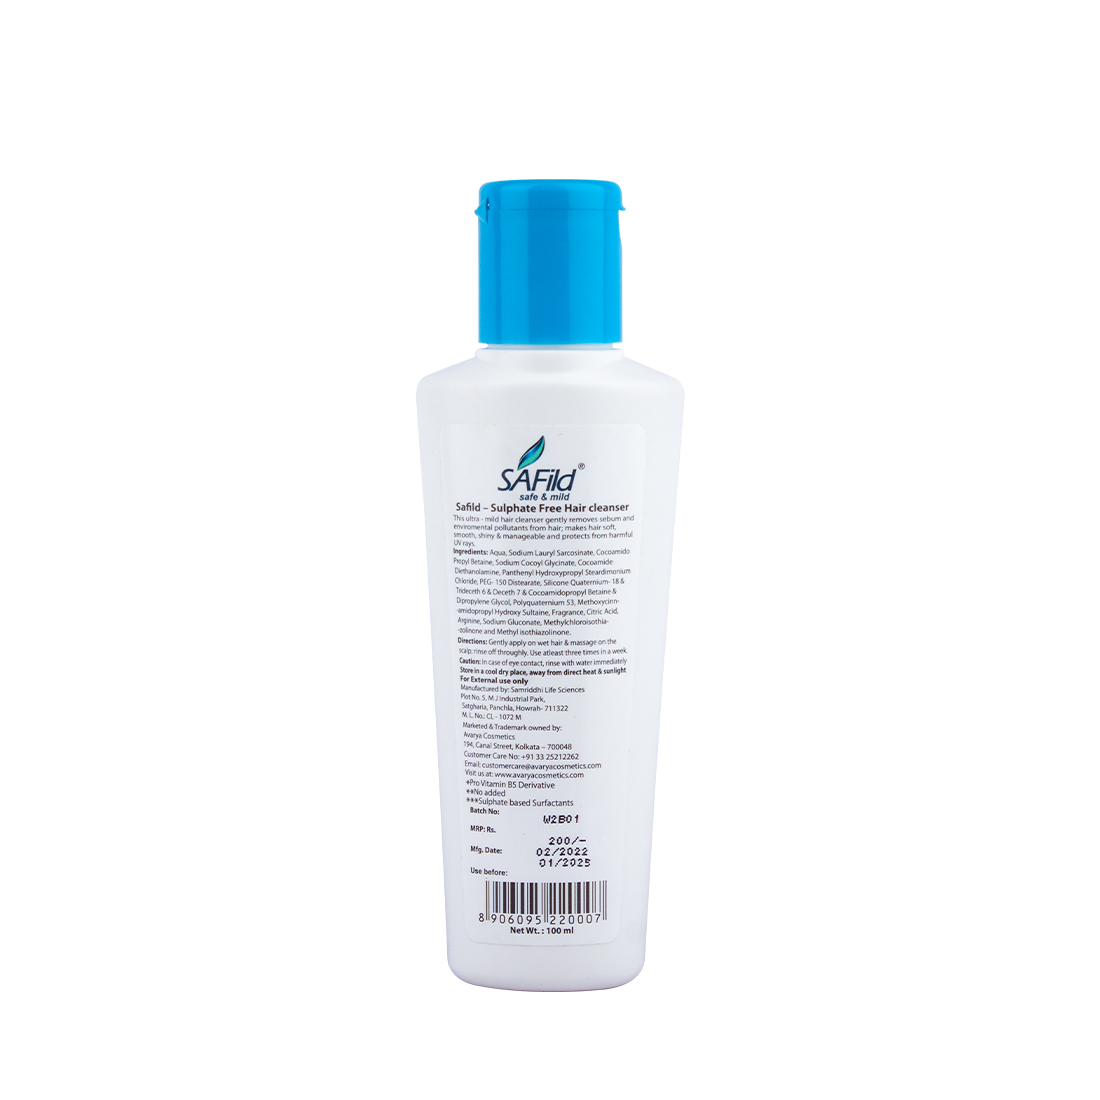 SAFild®
safe & mild
Safild – Sulphate Free Hair cleanser
This ultra - mild hair cleanser gently removes sebum and
enviromental pollutants from hair; makes hair soft,
smooth, shiny & manageable and protects from harmful
UV rays.
Ingredients: Aqua, Sodium Lauryl Sarcosinate, Cocoamido
Propyl Betaine, Sodium Cocoyl Glycinate, Cocoamide
Diethanolamine, Panthenyl Hydroxypropyl Steardimonium
Chloride, PEG- 150 Distearate, Silicone Quaternium- 18 &
Trideceth 6 & Deceth 7 & Cocoamidopropyl Betaine &
Dipropylene Glycol, Polyquaternium 53, Methoxycinn-
-amidopropyl Hydroxy Sultaine, Fragrance, Citric Acid,
Arginine, Sodium Gluconate, Methylchloroisothia-
-zolinone and Methyl isothiazolinone.
Directions: Gently apply on wet hair & massage on the
scalp; rinse off throughly. Use atleast three times in a week.
Caution: In case of eye contact, rinse with water immediately
Store in a cool dry place, away from direct heat & sunlight
For External use only
Manufactured by: Samriddhi Life Sciences
Plot No. 5, M J Industrial Park,
Satgharia, Panchla, Howrah- 711322
M. L. No.: CL - 1072 M
Marketed & Trademark owned by:
Avarya Cosmetics
194, Canal Street, Kolkata – 700048
Customer Care No: +91 33 25212262
Email: customercare@avaryacosmetics.com
Visit us at: www.avaryacosmetics.com
*Pro Vitamin B5 Derivative
**No added
***Sulphate based Surfactants
Batch No: W2B01
MRP: Rs. 200/-
Mfg. Date: 02/2022
Use before: 01/2025
8 906095 220007
Net Wt. : 100 ml